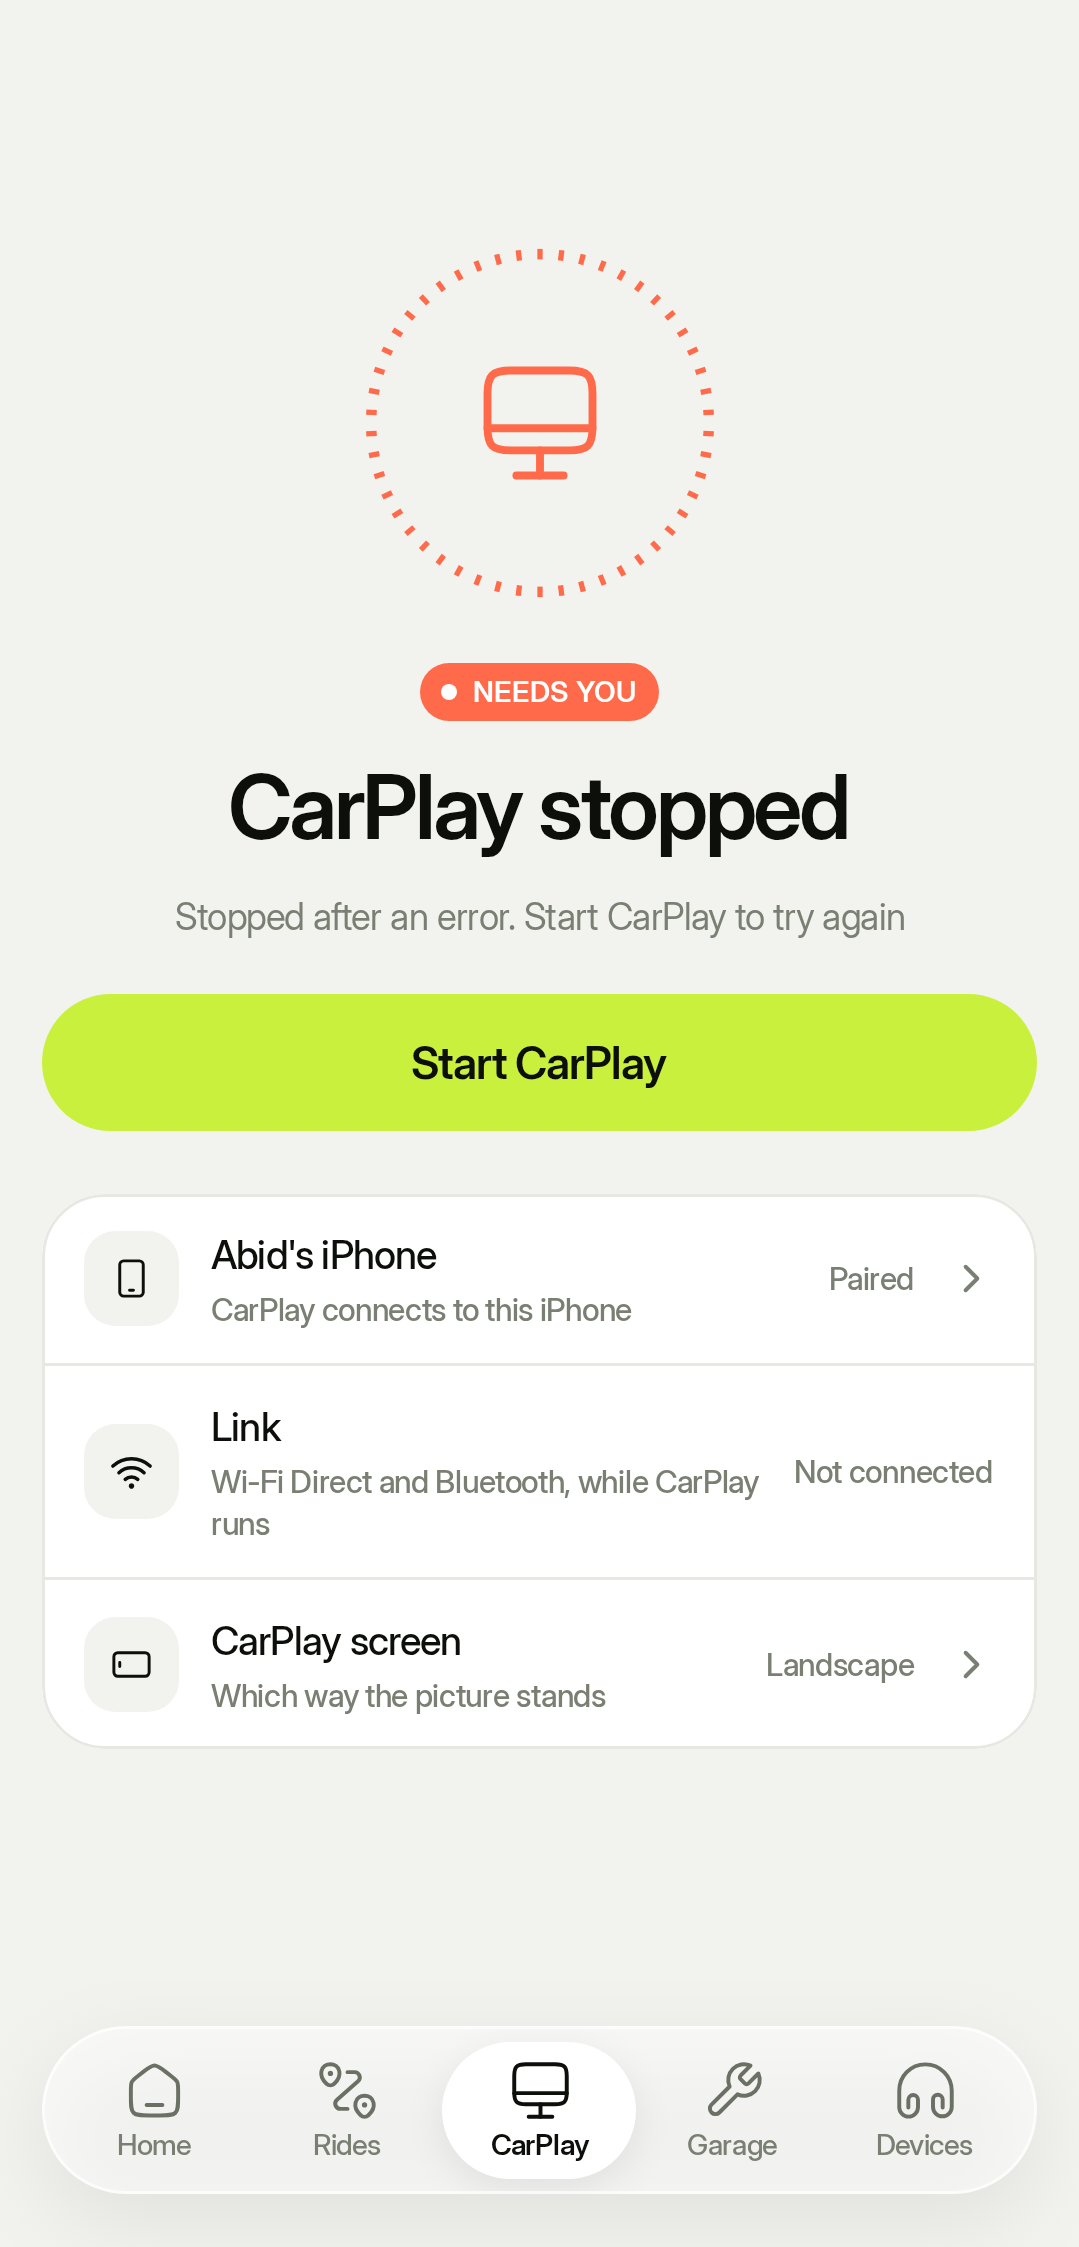 NEEDS YOU
CarPlay stopped
Stopped after an error. Start CarPlay to try again
Start CarPlay
Abid's iPhone
CarPlay connects to this iPhone
Paired
Link
Wi-Fi Direct and Bluetooth, while CarPlay
runs
Not connected
CarPlay screen
Which way the picture stands
Landscape
Home
Rides
CarPlay
Garage
Devices